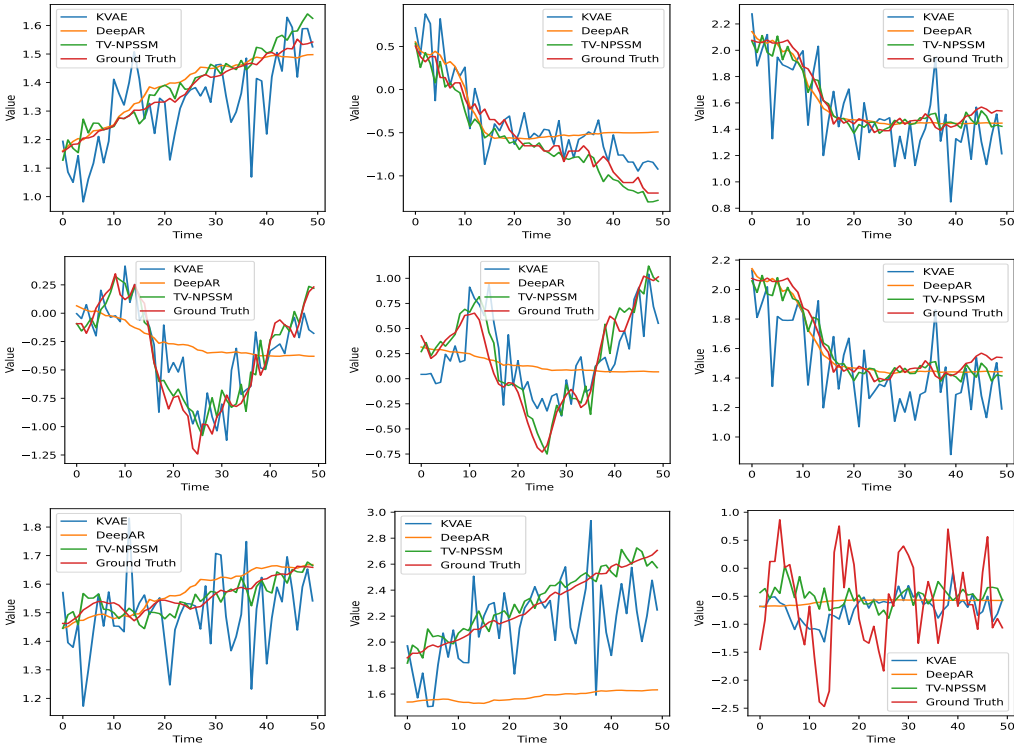 KVAE
DeepAR
TV-NPSSM
Ground Truth
1.6
1.5
1.4
1.3
1.2
1.1
1.0
Value
0 10 20 30 40 50
Time
KVAE
DeepAR
TV-NPSSM
Ground Truth
0.5
0.0
−0.5
−1.0
Value
0 10 20 30 40 50
Time
KVAE
DeepAR
TV-NPSSM
Ground Truth
2.2
2.0
1.8
1.6
1.4
1.2
1.0
0.8
Value
0 10 20 30 40 50
Time
KVAE
DeepAR
TV-NPSSM
Ground Truth
0.25
0.00
−0.25
−0.50
−0.75
−1.00
−1.25
Value
0 10 20 30 40 50
Time
KVAE
DeepAR
TV-NPSSM
Ground Truth
1.00
0.75
0.50
0.25
0.00
−0.25
−0.50
−0.75
Value
0 10 20 30 40 50
Time
KVAE
DeepAR
TV-NPSSM
Ground Truth
2.2
2.0
1.8
1.6
1.4
1.2
1.0
Value
0 10 20 30 40 50
Time
KVAE
DeepAR
TV-NPSSM
Ground Truth
1.8
1.7
1.6
1.5
1.4
1.3
1.2
Value
0 10 20 30 40 50
Time
KVAE
DeepAR
TV-NPSSM
Ground Truth
3.0
2.8
2.6
2.4
2.2
2.0
1.8
1.6
Value
0 10 20 30 40 50
Time
1.0
0.5
0.0
−0.5
−1.0
−1.5
−2.0
−2.5
Value
KVAE
DeepAR
TV-NPSSM
Ground Truth
0 10 20 30 40 50
Time